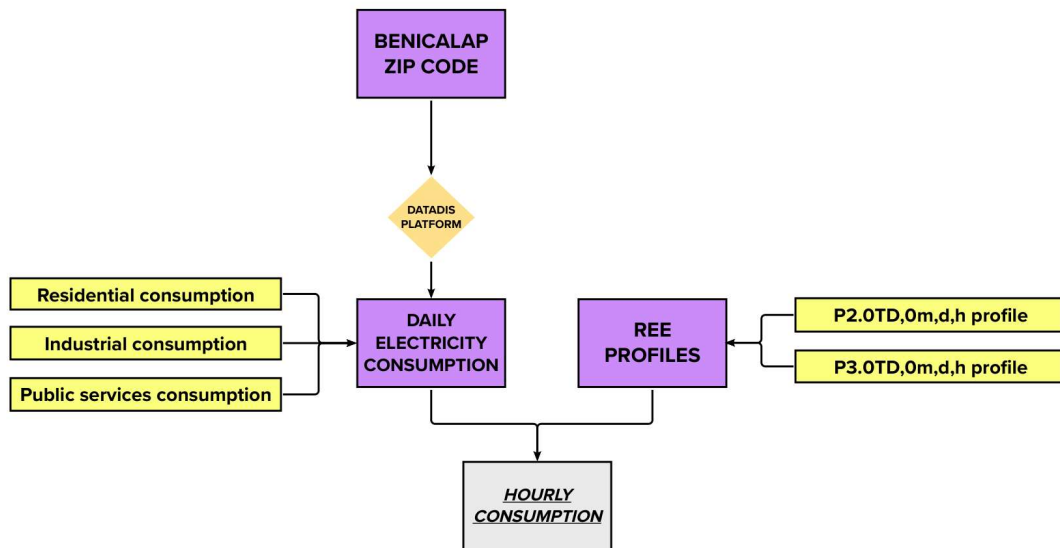 BENICALAP
ZIP CODE
DATADIS
PLATFORM
Residential consumption
Industrial consumption
Public services consumption
DAILY
ELECTRICITY
CONSUMPTION
REE
PROFILES
P2.0TD,0m,d,h profile
P3.0TD,0m,d,h profile
HOURLY
CONSUMPTION